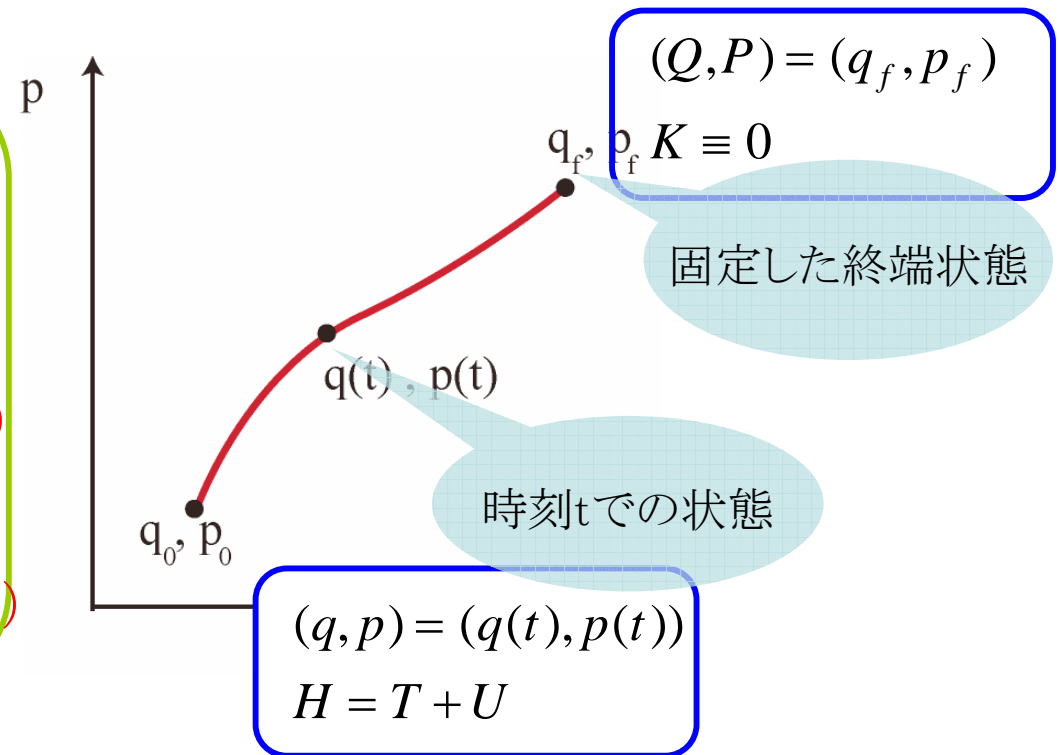 p
(Q,P) = (q_f, p_f)
K ≡ 0
q_f, p_f
固定した終端状態
q(t) , p(t)
時刻tでの状態
q_0, p_0
(q, p) = (q(t), p(t))
H = T + U